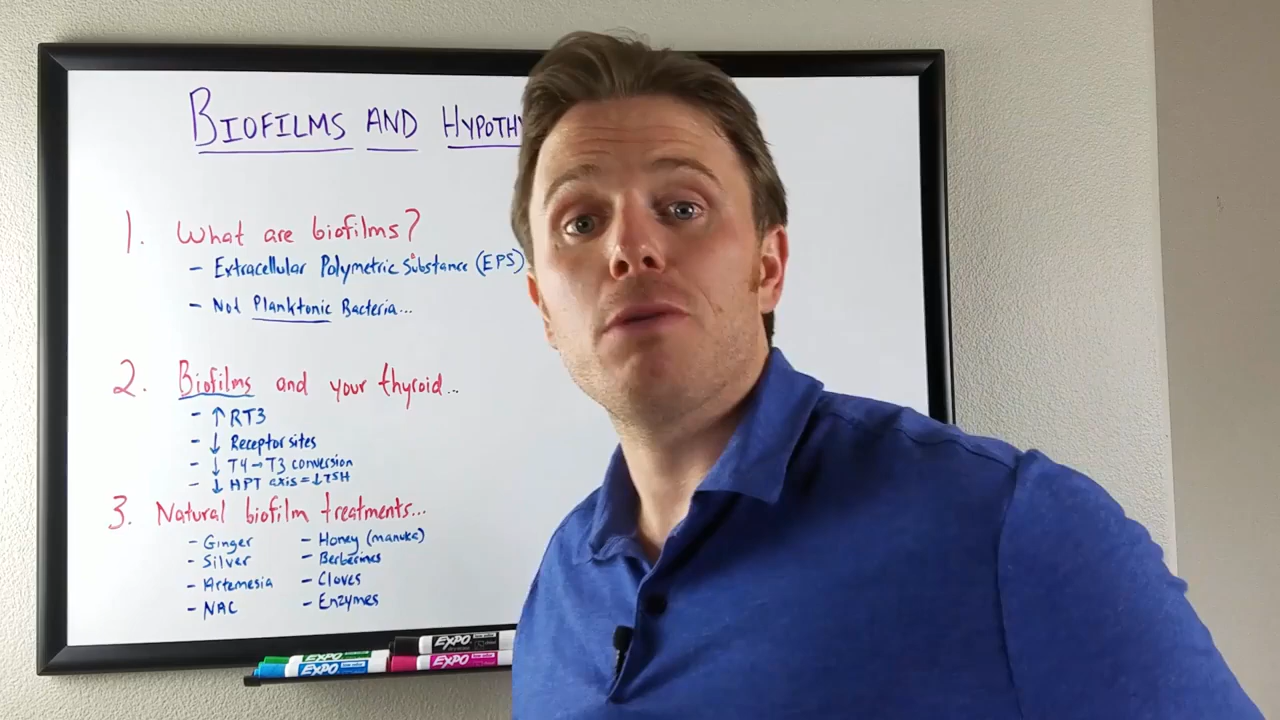 BIOFILMS AND HYPOTHY
1. What are biofilms?
- Extracellular Polymetric Substance (EPS)
- Not Planktonic Bacteria...
2. Biofilms and your thyroid...
- ↑ RT3
- ↓ Receptor sites
- ↓ T4→T3 conversion
- ↓ HPT axis = ↓TSH
3. Natural biofilm treatments...
- Ginger
- Silver
- Artemesia
- NAC
- Honey (manuka)
- Berberines
- Cloves
- Enzymes
EXPO
EXPO
EXPO